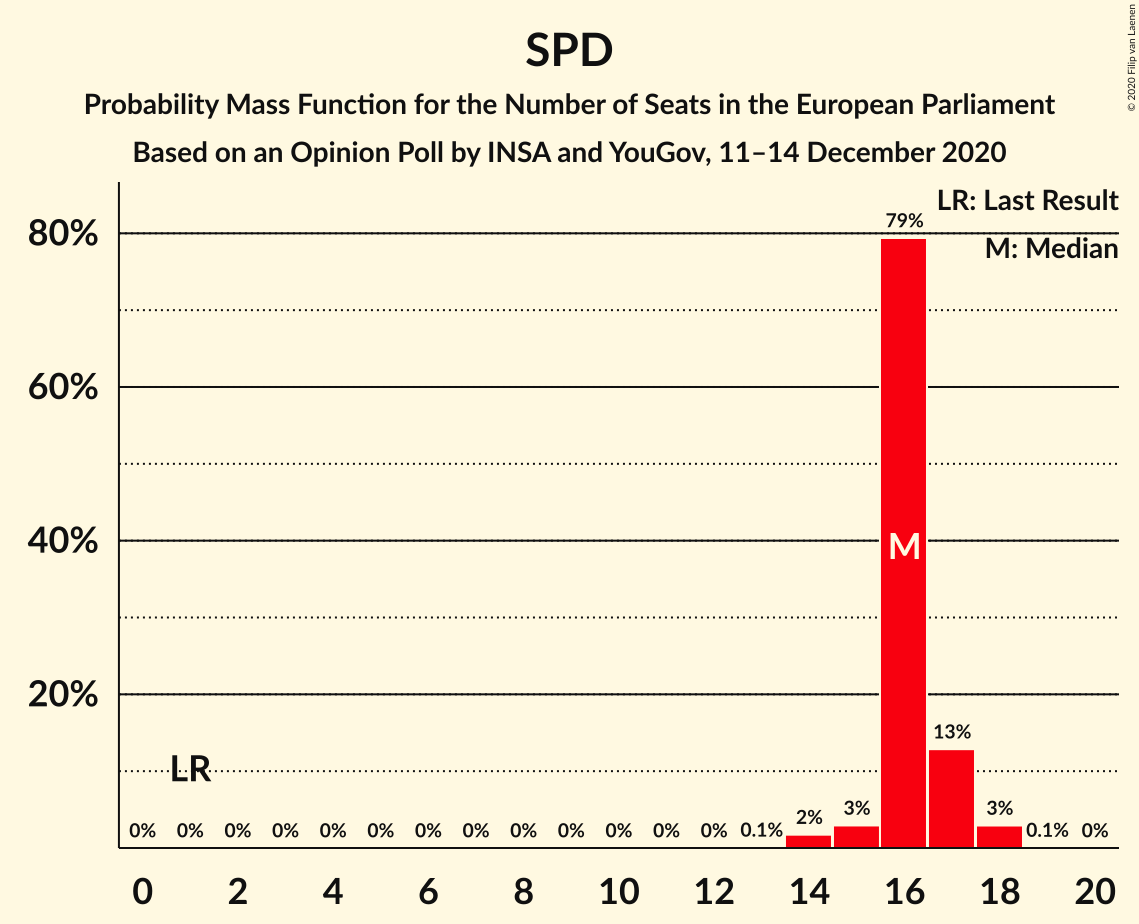 SPD
Probability Mass Function for the Number of Seats in the European Parliament
Based on an Opinion Poll by INSA and YouGov, 11–14 December 2020
© 2020 Filip van Laenen
LR: Last Result
M: Median
80%
60%
40%
20%
79%
M
13%
LR
0% 0% 0% 0% 0% 0% 0% 0% 0% 0% 0% 0% 0% 0.1% 2% 3% 3% 0.1% 0%
0 2 4 6 8 10 12 14 16 18 20